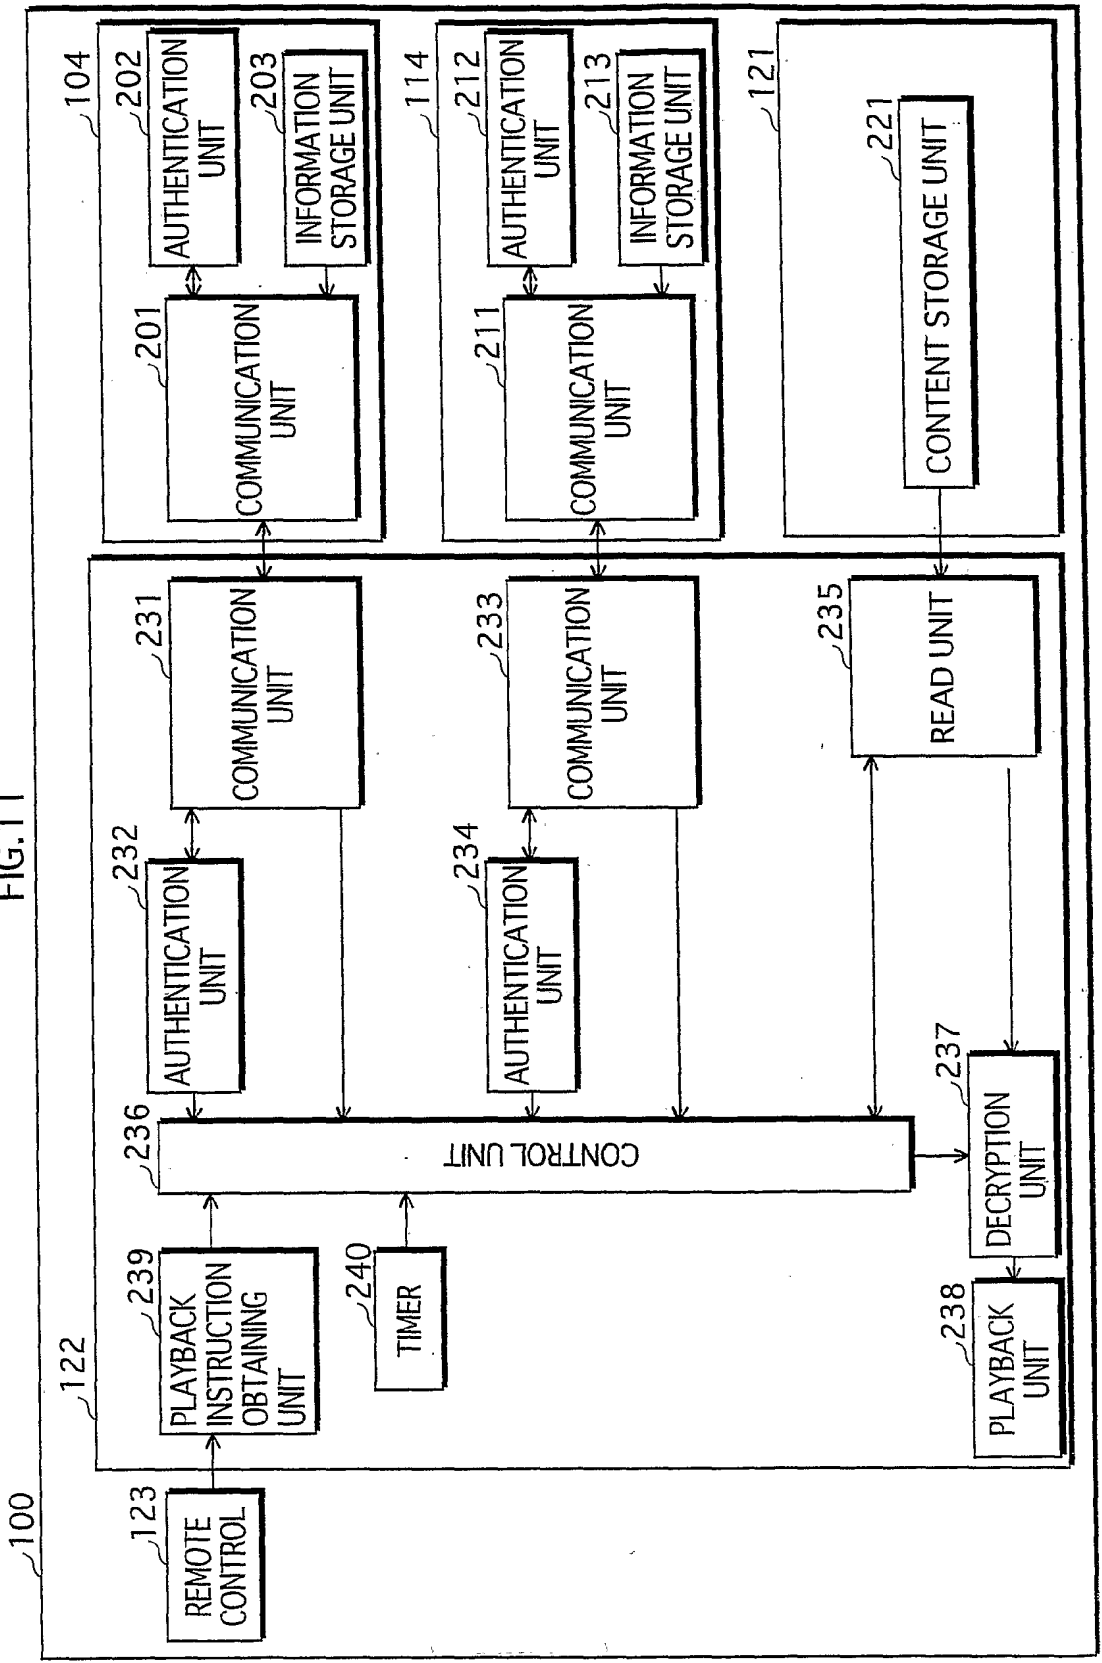 FIG.11
100
104
202
AUTHENTICATION
UNIT
203
INFORMATION
STORAGE UNIT
201
COMMUNICATION
UNIT
114
212
AUTHENTICATION
UNIT
213
INFORMATION
STORAGE UNIT
211
COMMUNICATION
UNIT
121
221
CONTENT STORAGE UNIT
122
231
COMMUNICATION
UNIT
232
AUTHENTICATION
UNIT
233
COMMUNICATION
UNIT
234
AUTHENTICATION
UNIT
235
READ UNIT
236
CONTROL UNIT
237
DECRYPTION
UNIT
238
PLAYBACK
UNIT
239
PLAYBACK
INSTRUCTION
OBTAINING
UNIT
240
TIMER
123
REMOTE
CONTROL